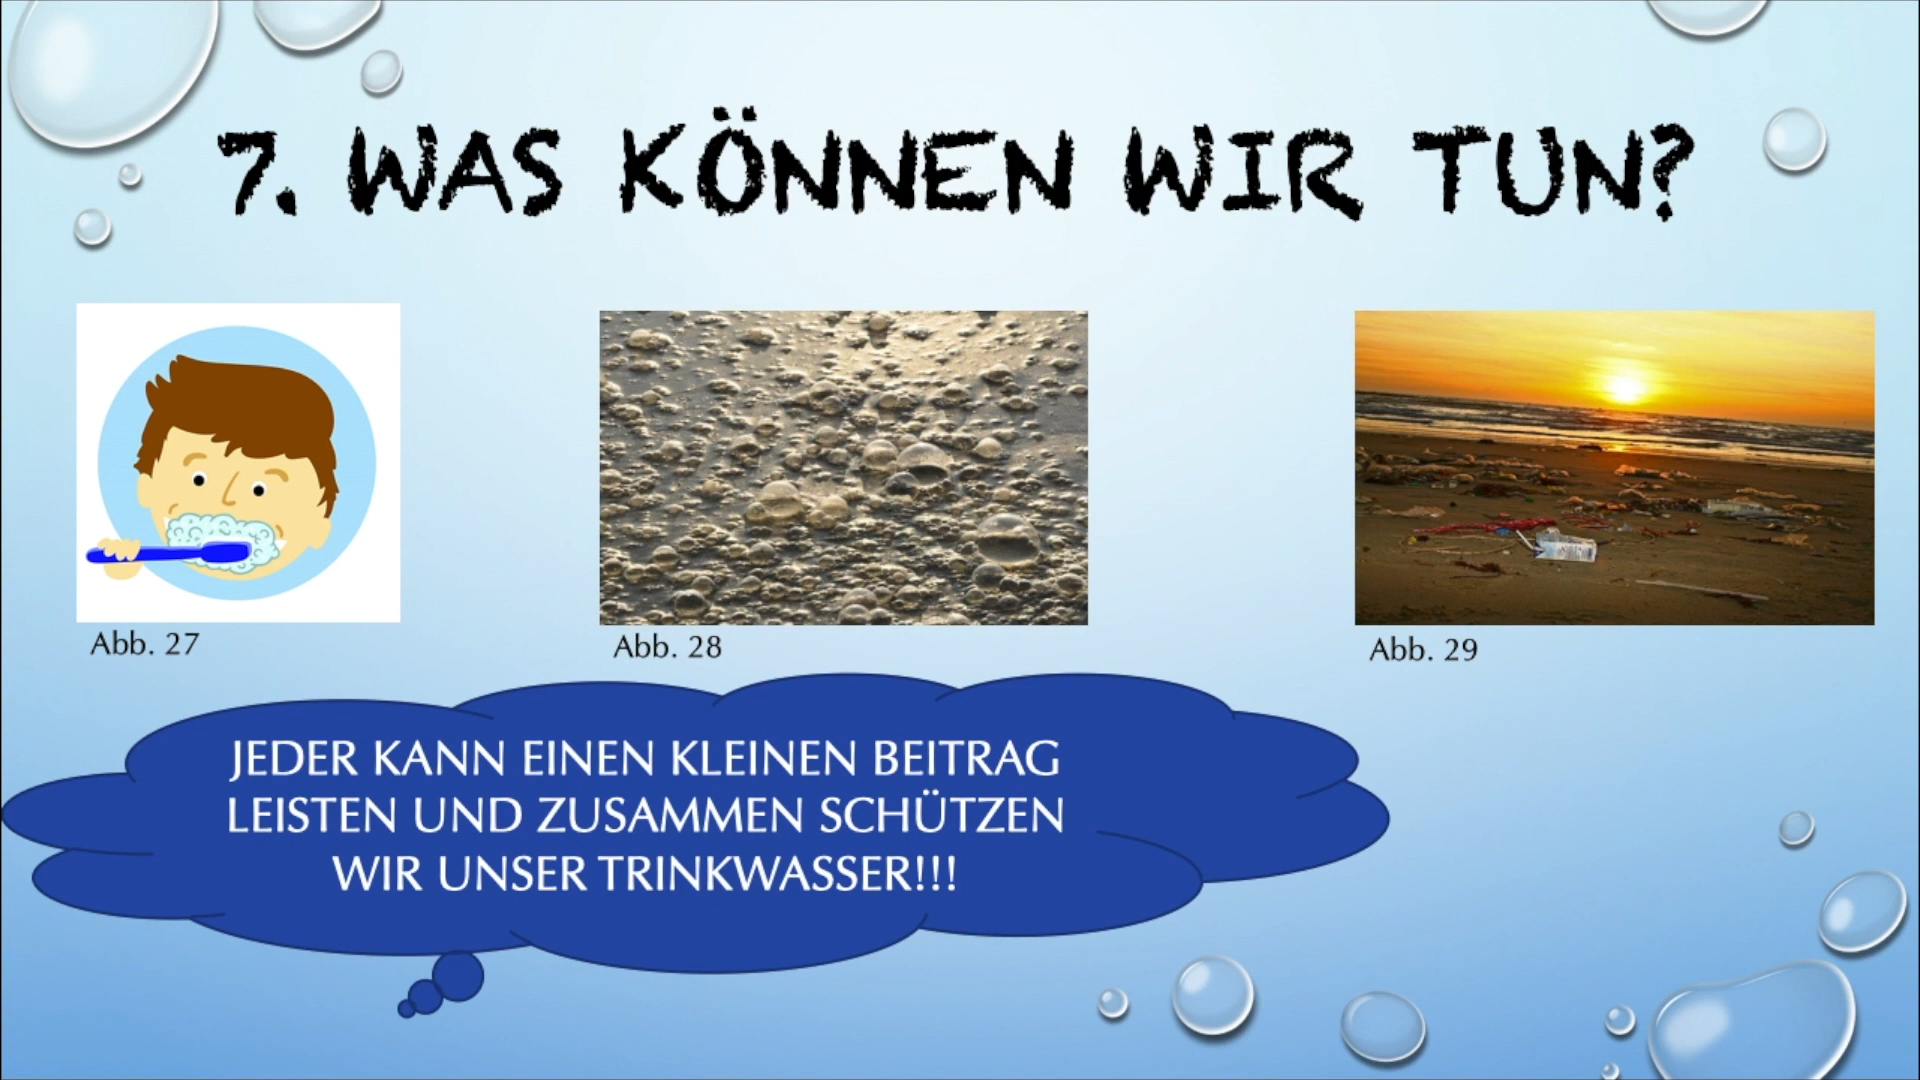 7. WAS KÖNNEN WIR TUN?
Abb. 27
Abb. 28
Abb. 29
JEDER KANN EINEN KLEINEN BEITRAG
LEISTEN UND ZUSAMMEN SCHÜTZEN
WIR UNSER TRINKWASSER!!!